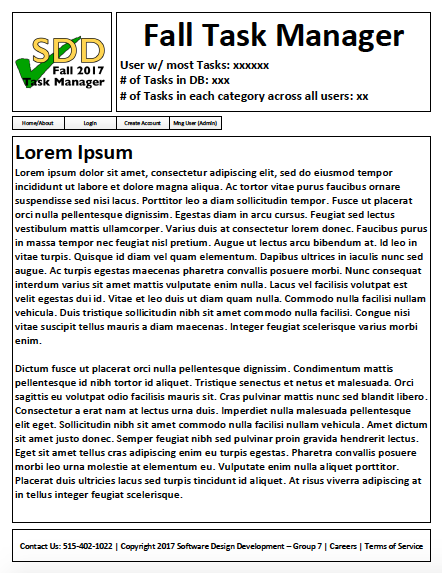 SDD
Fall 2017
Task Manager
Fall Task Manager
User w/ most Tasks: xxxxxx
# of Tasks in DB: xxx
# of Tasks in each category across all users: xx
Home/About
Login
Create Account
Mng User (Admin)
Lorem Ipsum
Lorem ipsum dolor sit amet, consectetur adipiscing elit, sed do eiusmod tempor
incididunt ut labore et dolore magna aliqua. Ac tortor vitae purus faucibus ornare
suspendisse sed nisi lacus. Porttitor leo a diam sollicitudin tempor. Fusce ut placerat
orci nulla pellentesque dignissim. Egestas diam in arcu cursus. Feugiat sed lectus
vestibulum mattis ullamcorper. Varius duis at consectetur lorem donec. Faucibus purus
in massa tempor nec feugiat nisl pretium. Augue ut lectus arcu bibendum at. Id leo in
vitae turpis. Quisque id diam vel quam elementum. Dapibus ultrices in iaculis nunc sed
augue. Ac turpis egestas maecenas pharetra convallis posuere morbi. Nunc consequat
interdum varius sit amet mattis vulputate enim nulla. Lacus vel facilisis volutpat est
velit egestas dui id. Vitae et leo duis ut diam quam nulla. Commodo nulla facilisi nullam
vehicula. Duis tristique sollicitudin nibh sit amet commodo nulla facilisi. Congue nisi
vitae suscipit tellus mauris a diam maecenas. Integer feugiat scelerisque varius morbi
enim.
Dictum fusce ut placerat orci nulla pellentesque dignissim. Condimentum mattis
pellentesque id nibh tortor id aliquet. Tristique senectus et netus et malesuada. Orci
sagittis eu volutpat odio facilisis mauris sit. Cras pulvinar mattis nunc sed blandit libero.
Consectetur a erat nam at lectus urna duis. Imperdiet nulla malesuada pellentesque
elit eget. Sollicitudin nibh sit amet commodo nulla facilisi nullam vehicula. Amet dictum
sit amet justo donec. Semper feugiat nibh sed pulvinar proin gravida hendrerit lectus.
Eget sit amet tellus cras adipiscing enim eu turpis egestas. Pharetra convallis posuere
morbi leo urna molestie at elementum eu. Vulputate enim nulla aliquet porttitor.
Placerat duis ultricies lacus sed turpis tincidunt id aliquet. At risus viverra adipiscing at
in tellus integer feugiat scelerisque.
Contact Us: 515-402-1022 | Copyright 2017 Software Design Development – Group 7 | Careers | Terms of Service